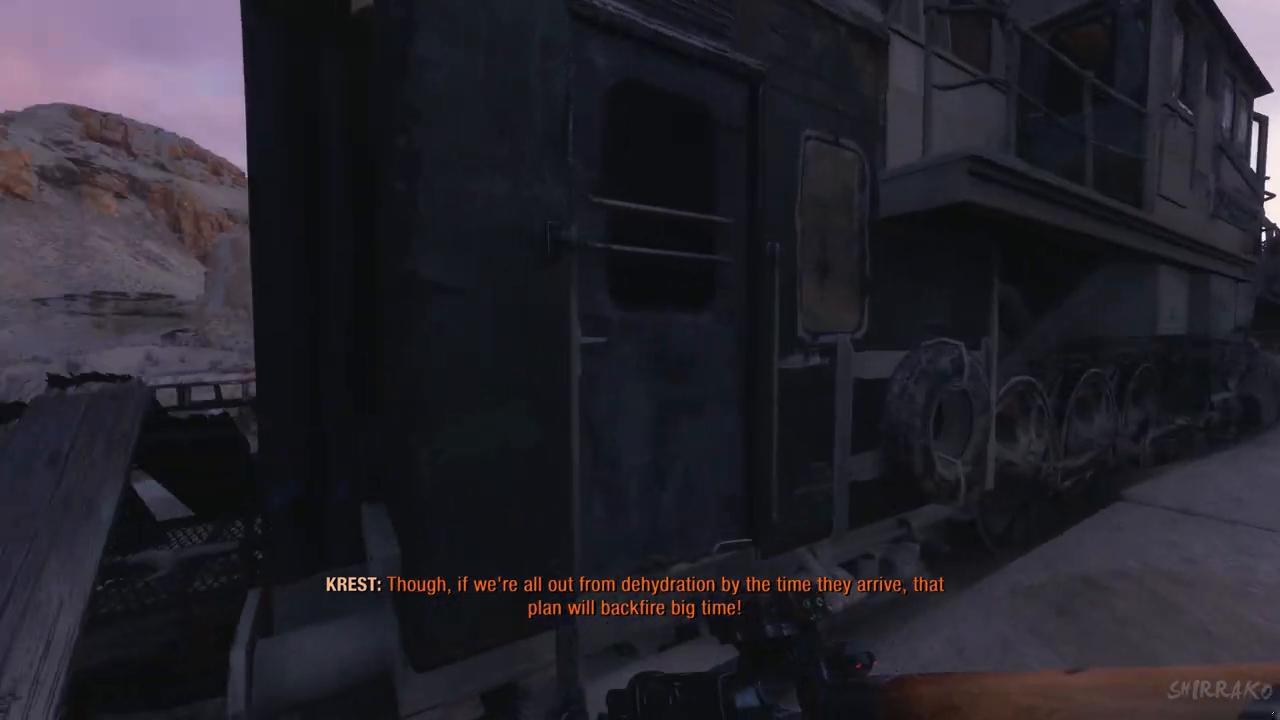 KREST: Though, if we're all out from dehydration by the time they arrive, that
plan will backfire big time!
SHIRRAKO